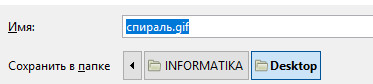 Имя: спираль.gif
Сохранить в папке INFORMATIKA Desktop